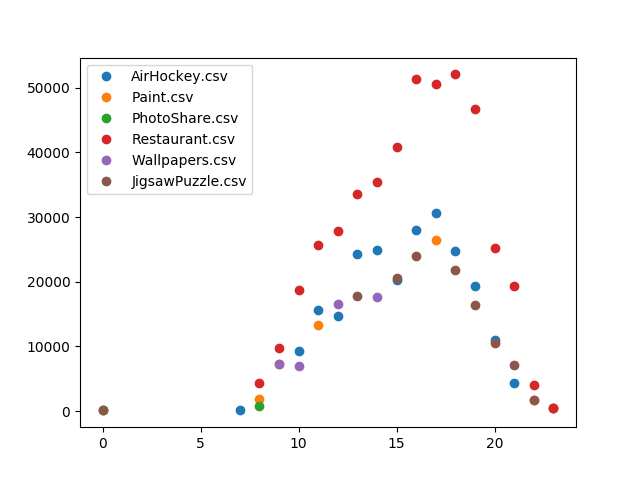 AirHockey.csv
Paint.csv
PhotoShare.csv
Restaurant.csv
Wallpapers.csv
JigsawPuzzle.csv
50000
40000
30000
20000
10000
0
0 5 10 15 20